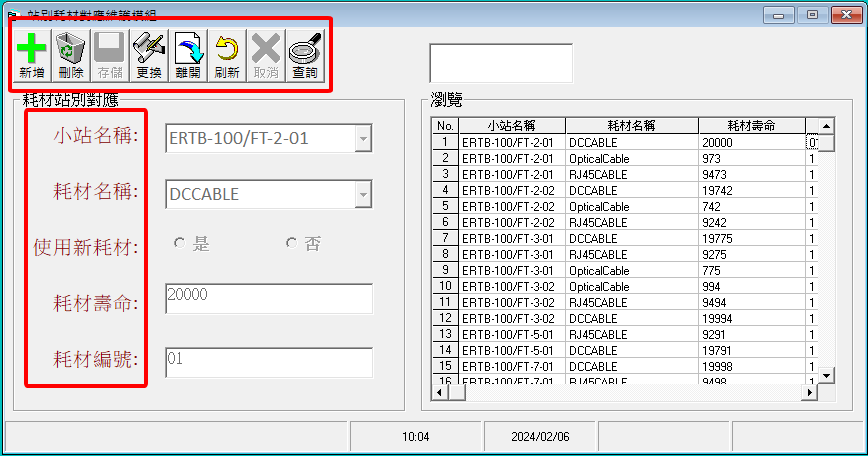 站別耗材對應維護模組
新增 刪除 存儲 更換 離開 刷新 取消 查詢
耗材站別對應
小站名稱: ERTB-100/FT-2-01
耗材名稱: DCCABLE
使用新耗材: 是 否
耗材壽命: 20000
耗材編號: 01
瀏覽
No. 小站名稱 耗材名稱 耗材壽命
1 ERTB-100/FT-2-01 DCCABLE 20000 01
2 ERTB-100/FT-2-01 OpticalCable 973 1
3 ERTB-100/FT-2-01 RJ45CABLE 9473 1
4 ERTB-100/FT-2-02 DCCABLE 19742 1
5 ERTB-100/FT-2-02 OpticalCable 742 1
6 ERTB-100/FT-2-02 RJ45CABLE 9242 1
7 ERTB-100/FT-3-01 DCCABLE 19775 1
8 ERTB-100/FT-3-01 RJ45CABLE 9275 1
9 ERTB-100/FT-3-01 OpticalCable 775 1
10 ERTB-100/FT-3-02 OpticalCable 994 1
11 ERTB-100/FT-3-02 RJ45CABLE 9494 1
12 ERTB-100/FT-3-02 DCCABLE 19994 1
13 ERTB-100/FT-5-01 RJ45CABLE 9291 1
14 ERTB-100/FT-5-01 DCCABLE 19791 1
15 ERTB-100/FT-7-01 DCCABLE 19998 1
16 ERTB-100/FT-7-01 RJ45CABLE 9498 1
10:04 2024/02/06